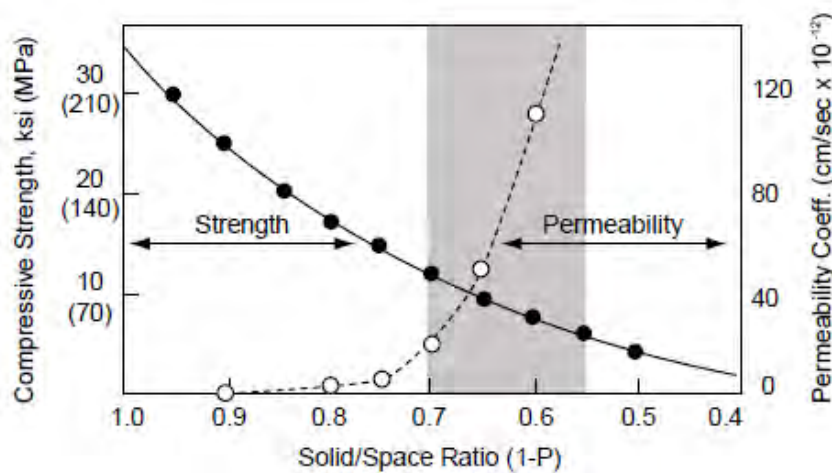 Compressive Strength, ksi (MPa)
30
(210)
20
(140)
10
(70)
Strength
Permeability
120
80
40
0
Permeability Coeff. (cm/sec x 10⁻¹²)
1.0 0.9 0.8 0.7 0.6 0.5 0.4
Solid/Space Ratio (1-P)